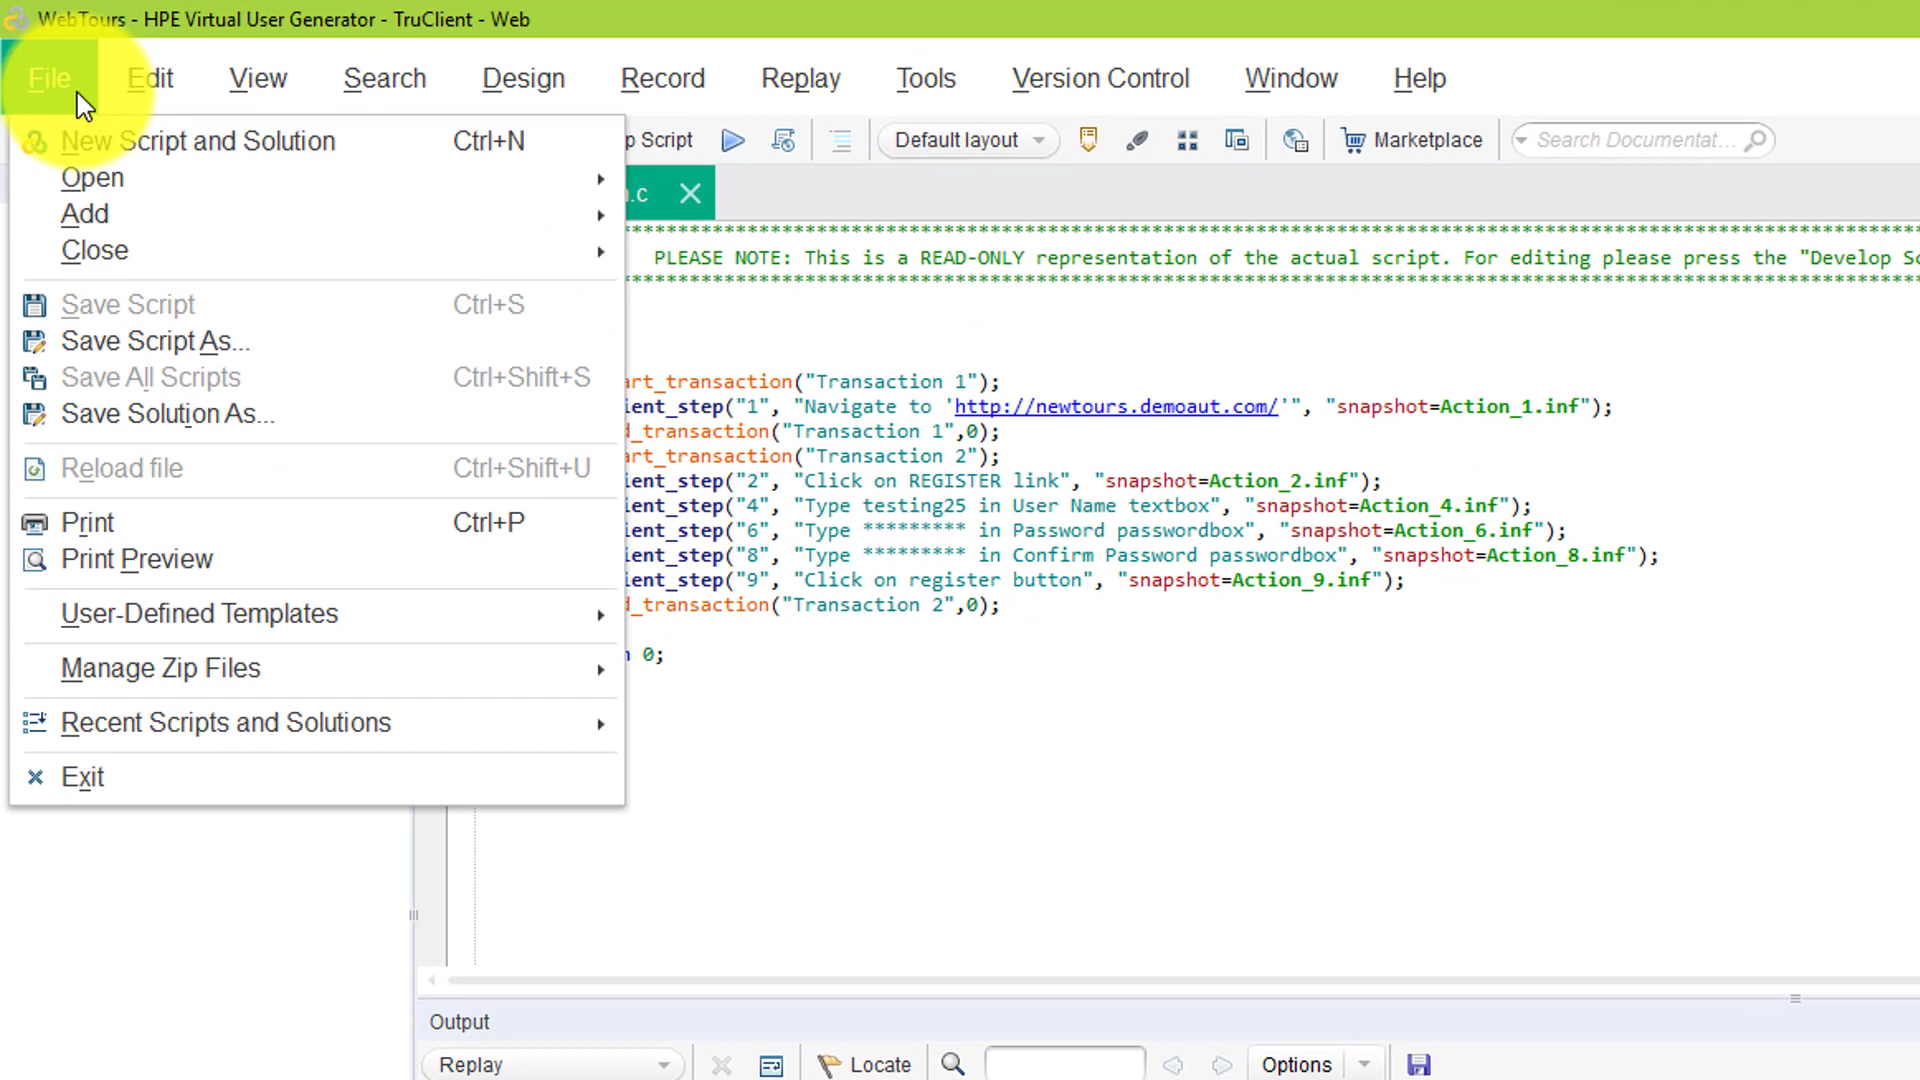 WebTours - HPE Virtual User Generator - TruClient - Web
File Edit View Search Design Record Replay Tools Version Control Window Help
p Script Default layout Marketplace Search Documentat...
New Script and Solution Ctrl+N
Open
Add
Close
Save Script Ctrl+S
Save Script As...
Save All Scripts Ctrl+Shift+S
Save Solution As...
Reload file Ctrl+Shift+U
Print Ctrl+P
Print Preview
User-Defined Templates
Manage Zip Files
Recent Scripts and Solutions
Exit
.c
*****************************************************************************************************************
PLEASE NOTE: This is a READ-ONLY representation of the actual script. For editing please press the "Develop Sc
*****************************************************************************************************************
art_transaction("Transaction 1");
ient_step("1", "Navigate to 'http://newtours.demoaut.com/'", "snapshot=Action_1.inf");
d_transaction("Transaction 1",0);
art_transaction("Transaction 2");
ient_step("2", "Click on REGISTER link", "snapshot=Action_2.inf");
ient_step("4", "Type testing25 in User Name textbox", "snapshot=Action_4.inf");
ient_step("6", "Type ********* in Password passwordbox", "snapshot=Action_6.inf");
ient_step("8", "Type ********* in Confirm Password passwordbox", "snapshot=Action_8.inf");
ient_step("9", "Click on register button", "snapshot=Action_9.inf");
d_transaction("Transaction 2",0);
n 0;
Output
Replay Locate Options